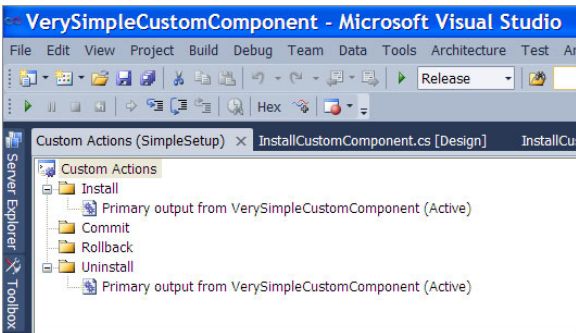 VerySimpleCustomComponent - Microsoft Visual Studio
File Edit View Project Build Debug Team Data Tools Architecture Test
Release
Hex
Custom Actions (SimpleSetup) InstallCustomComponent.cs [Design]
Server Explorer
Toolbox
Custom Actions
Install
Primary output from VerySimpleCustomComponent (Active)
Commit
Rollback
Uninstall
Primary output from VerySimpleCustomComponent (Active)